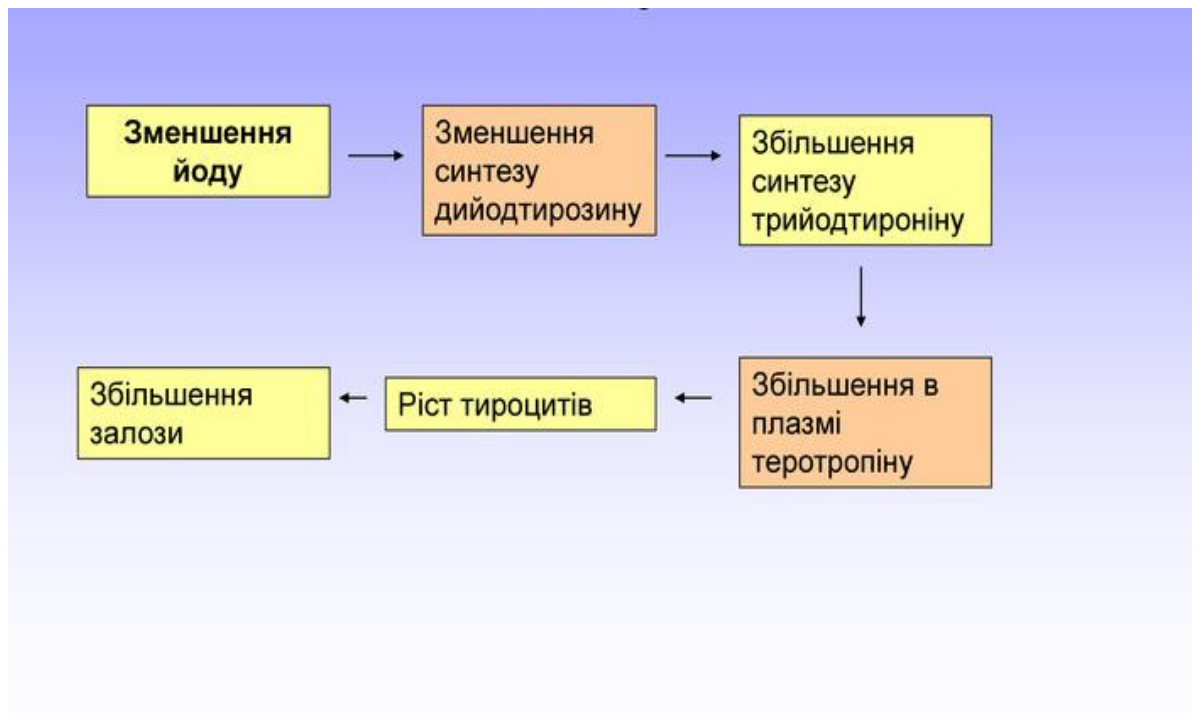 Зменшення
йоду
Зменшення
синтезу
дийодтирозину
Збільшення
синтезу
трийодтироніну
Збільшення в
плазмі
теротропіну
Ріст тироцитів
Збільшення
залози